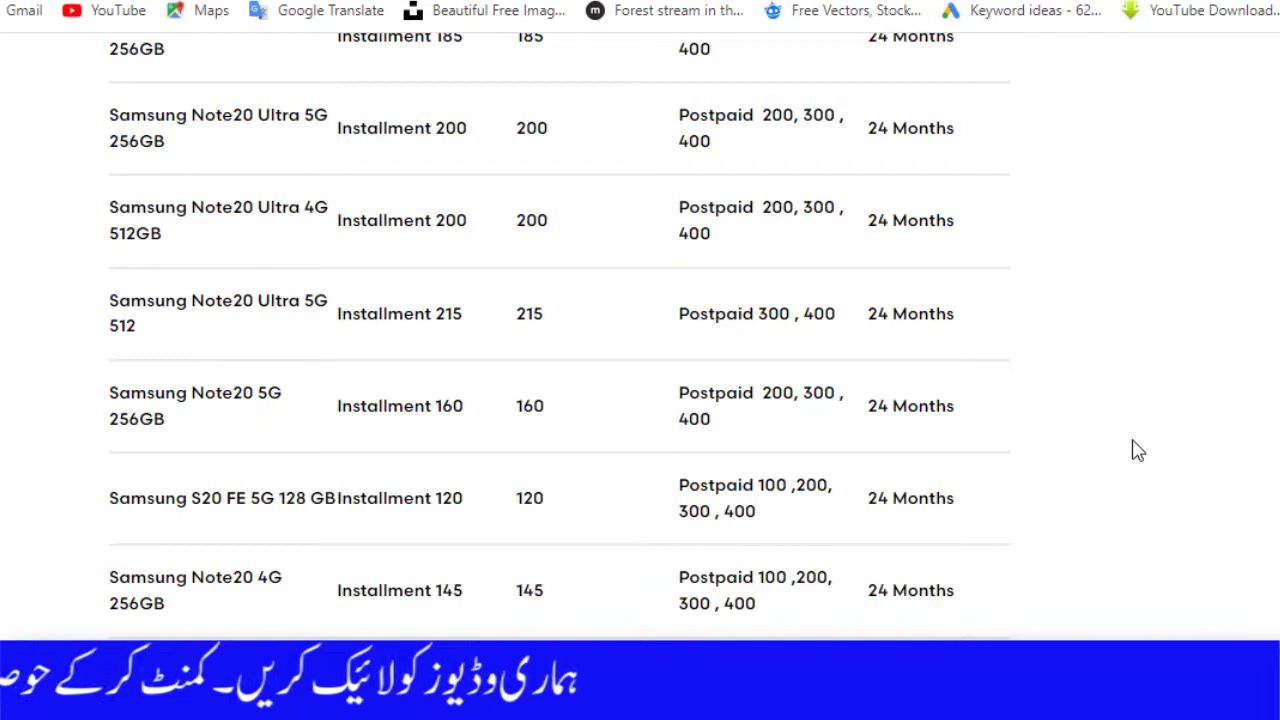 Gmail YouTube Maps Google Translate Beautiful Free Imag... Forest stream in th... Free Vectors, Stock... Keyword ideas - 62... YouTube Download...
Installment 185 185 24 Months
256GB 400
Samsung Note20 Ultra 5G Postpaid 200, 300 ,
Installment 200 200 24 Months
256GB 400
Samsung Note20 Ultra 4G Postpaid 200, 300 ,
Installment 200 200 24 Months
512GB 400
Samsung Note20 Ultra 5G
Installment 215 215 Postpaid 300 , 400 24 Months
512
Samsung Note20 5G Postpaid 200, 300 ,
Installment 160 160 24 Months
256GB 400
Postpaid 100 ,200,
Samsung S20 FE 5G 128 GB Installment 120 120 24 Months
300 , 400
Samsung Note20 4G Postpaid 100 ,200,
Installment 145 145 24 Months
256GB 300 , 400
ہماری وڈیوز کو لائیک کریں۔ کمنٹ کر کے